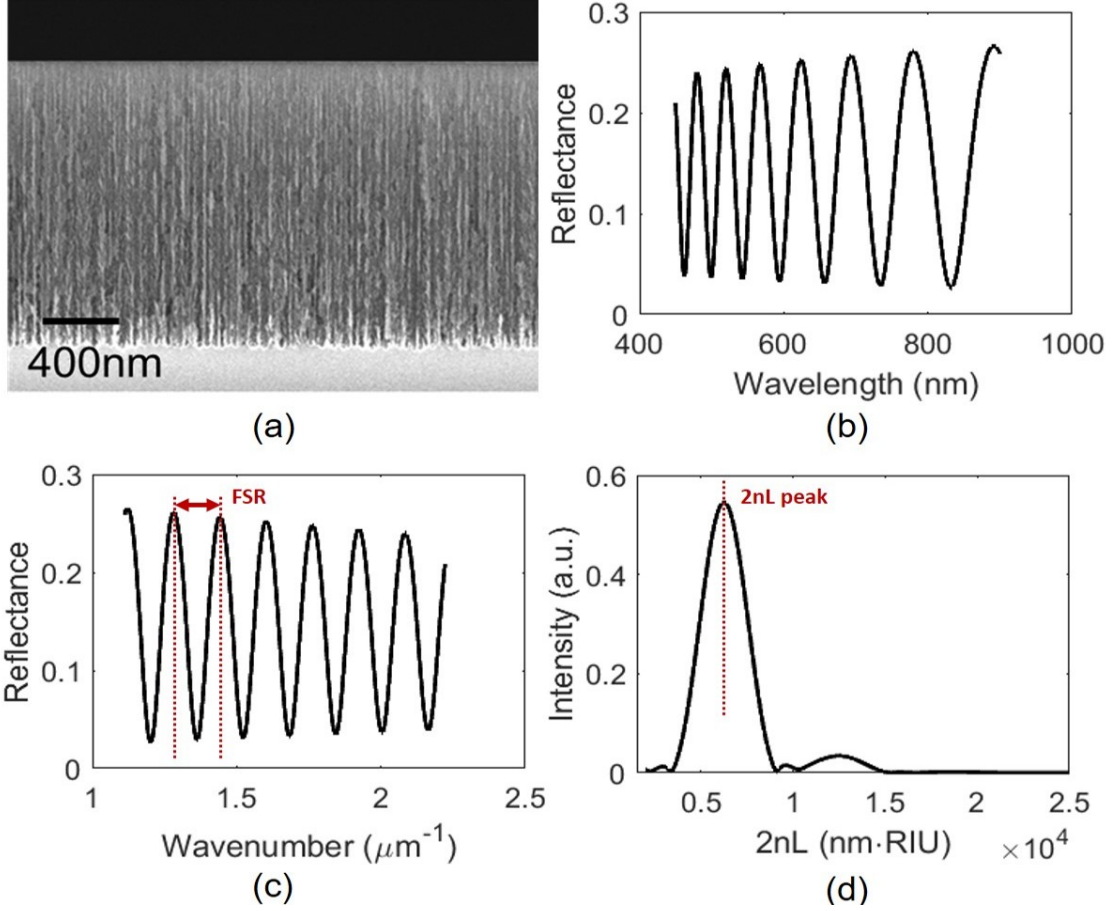 400nm
(a)
0.3
0.2
0.1
0
Reflectance
400
600
800
1000
Wavelength (nm)
(b)
0.3
0.2
0.1
0
Reflectance
FSR
1
1.5
2
2.5
Wavenumber (μm⁻¹)
(c)
0.6
0.4
0.2
0
Intensity (a.u.)
2nL peak
0.5
1
1.5
2
2.5
2nL (nm·RIU)
×10⁴
(d)